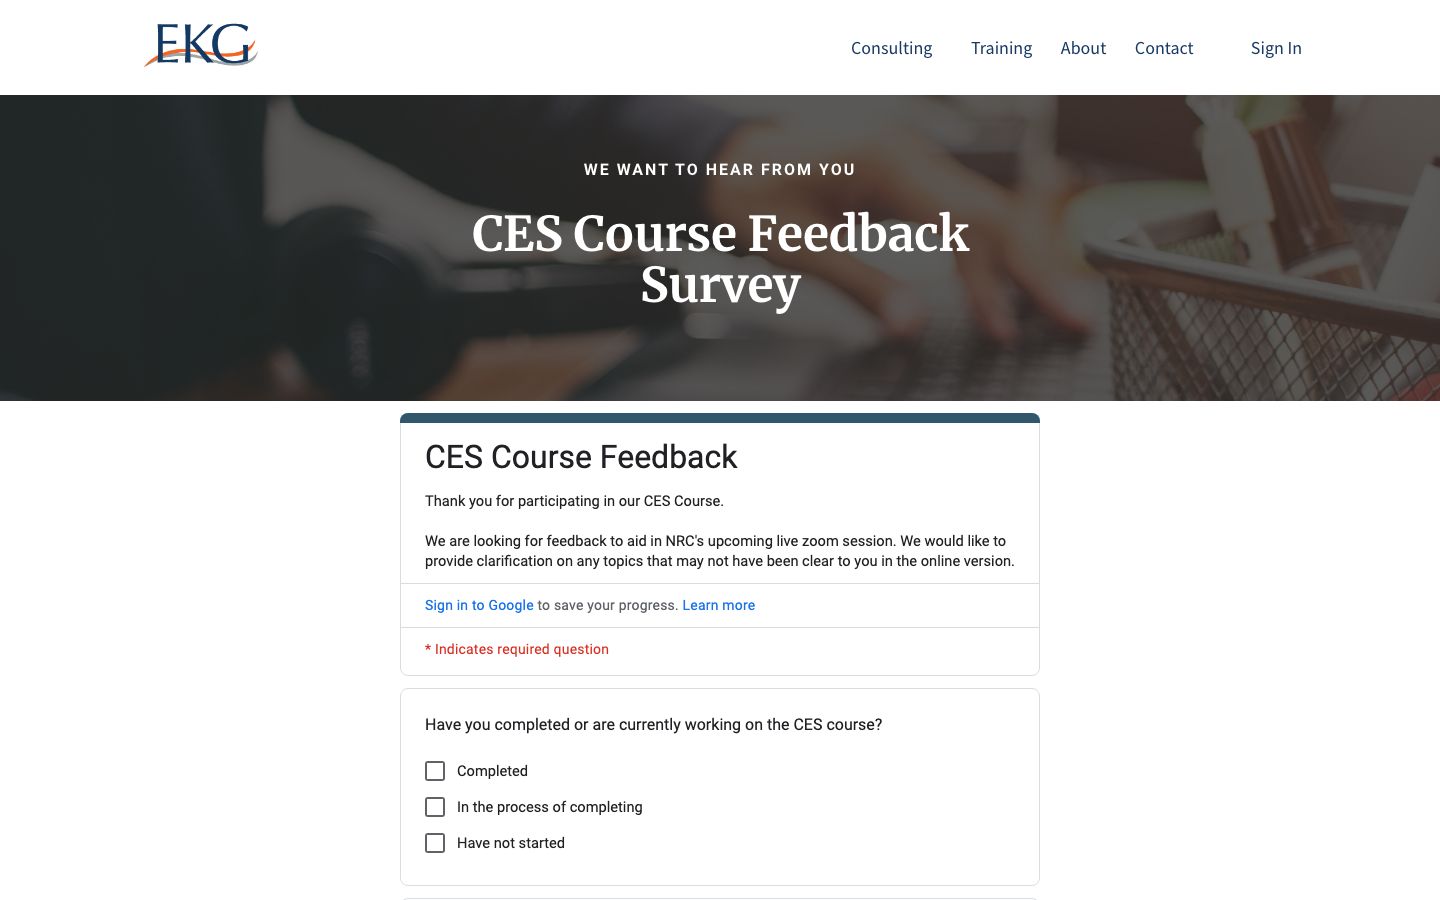 EKG
Consulting
Training
About
Contact
Sign In
WE WANT TO HEAR FROM YOU
CES Course Feedback
Survey
CES Course Feedback
Thank you for participating in our CES Course.
We are looking for feedback to aid in NRC's upcoming live zoom session. We would like to
provide clarification on any topics that may not have been clear to you in the online version.
Sign in to Google to save your progress. Learn more
* Indicates required question
Have you completed or are currently working on the CES course?
Completed
In the process of completing
Have not started